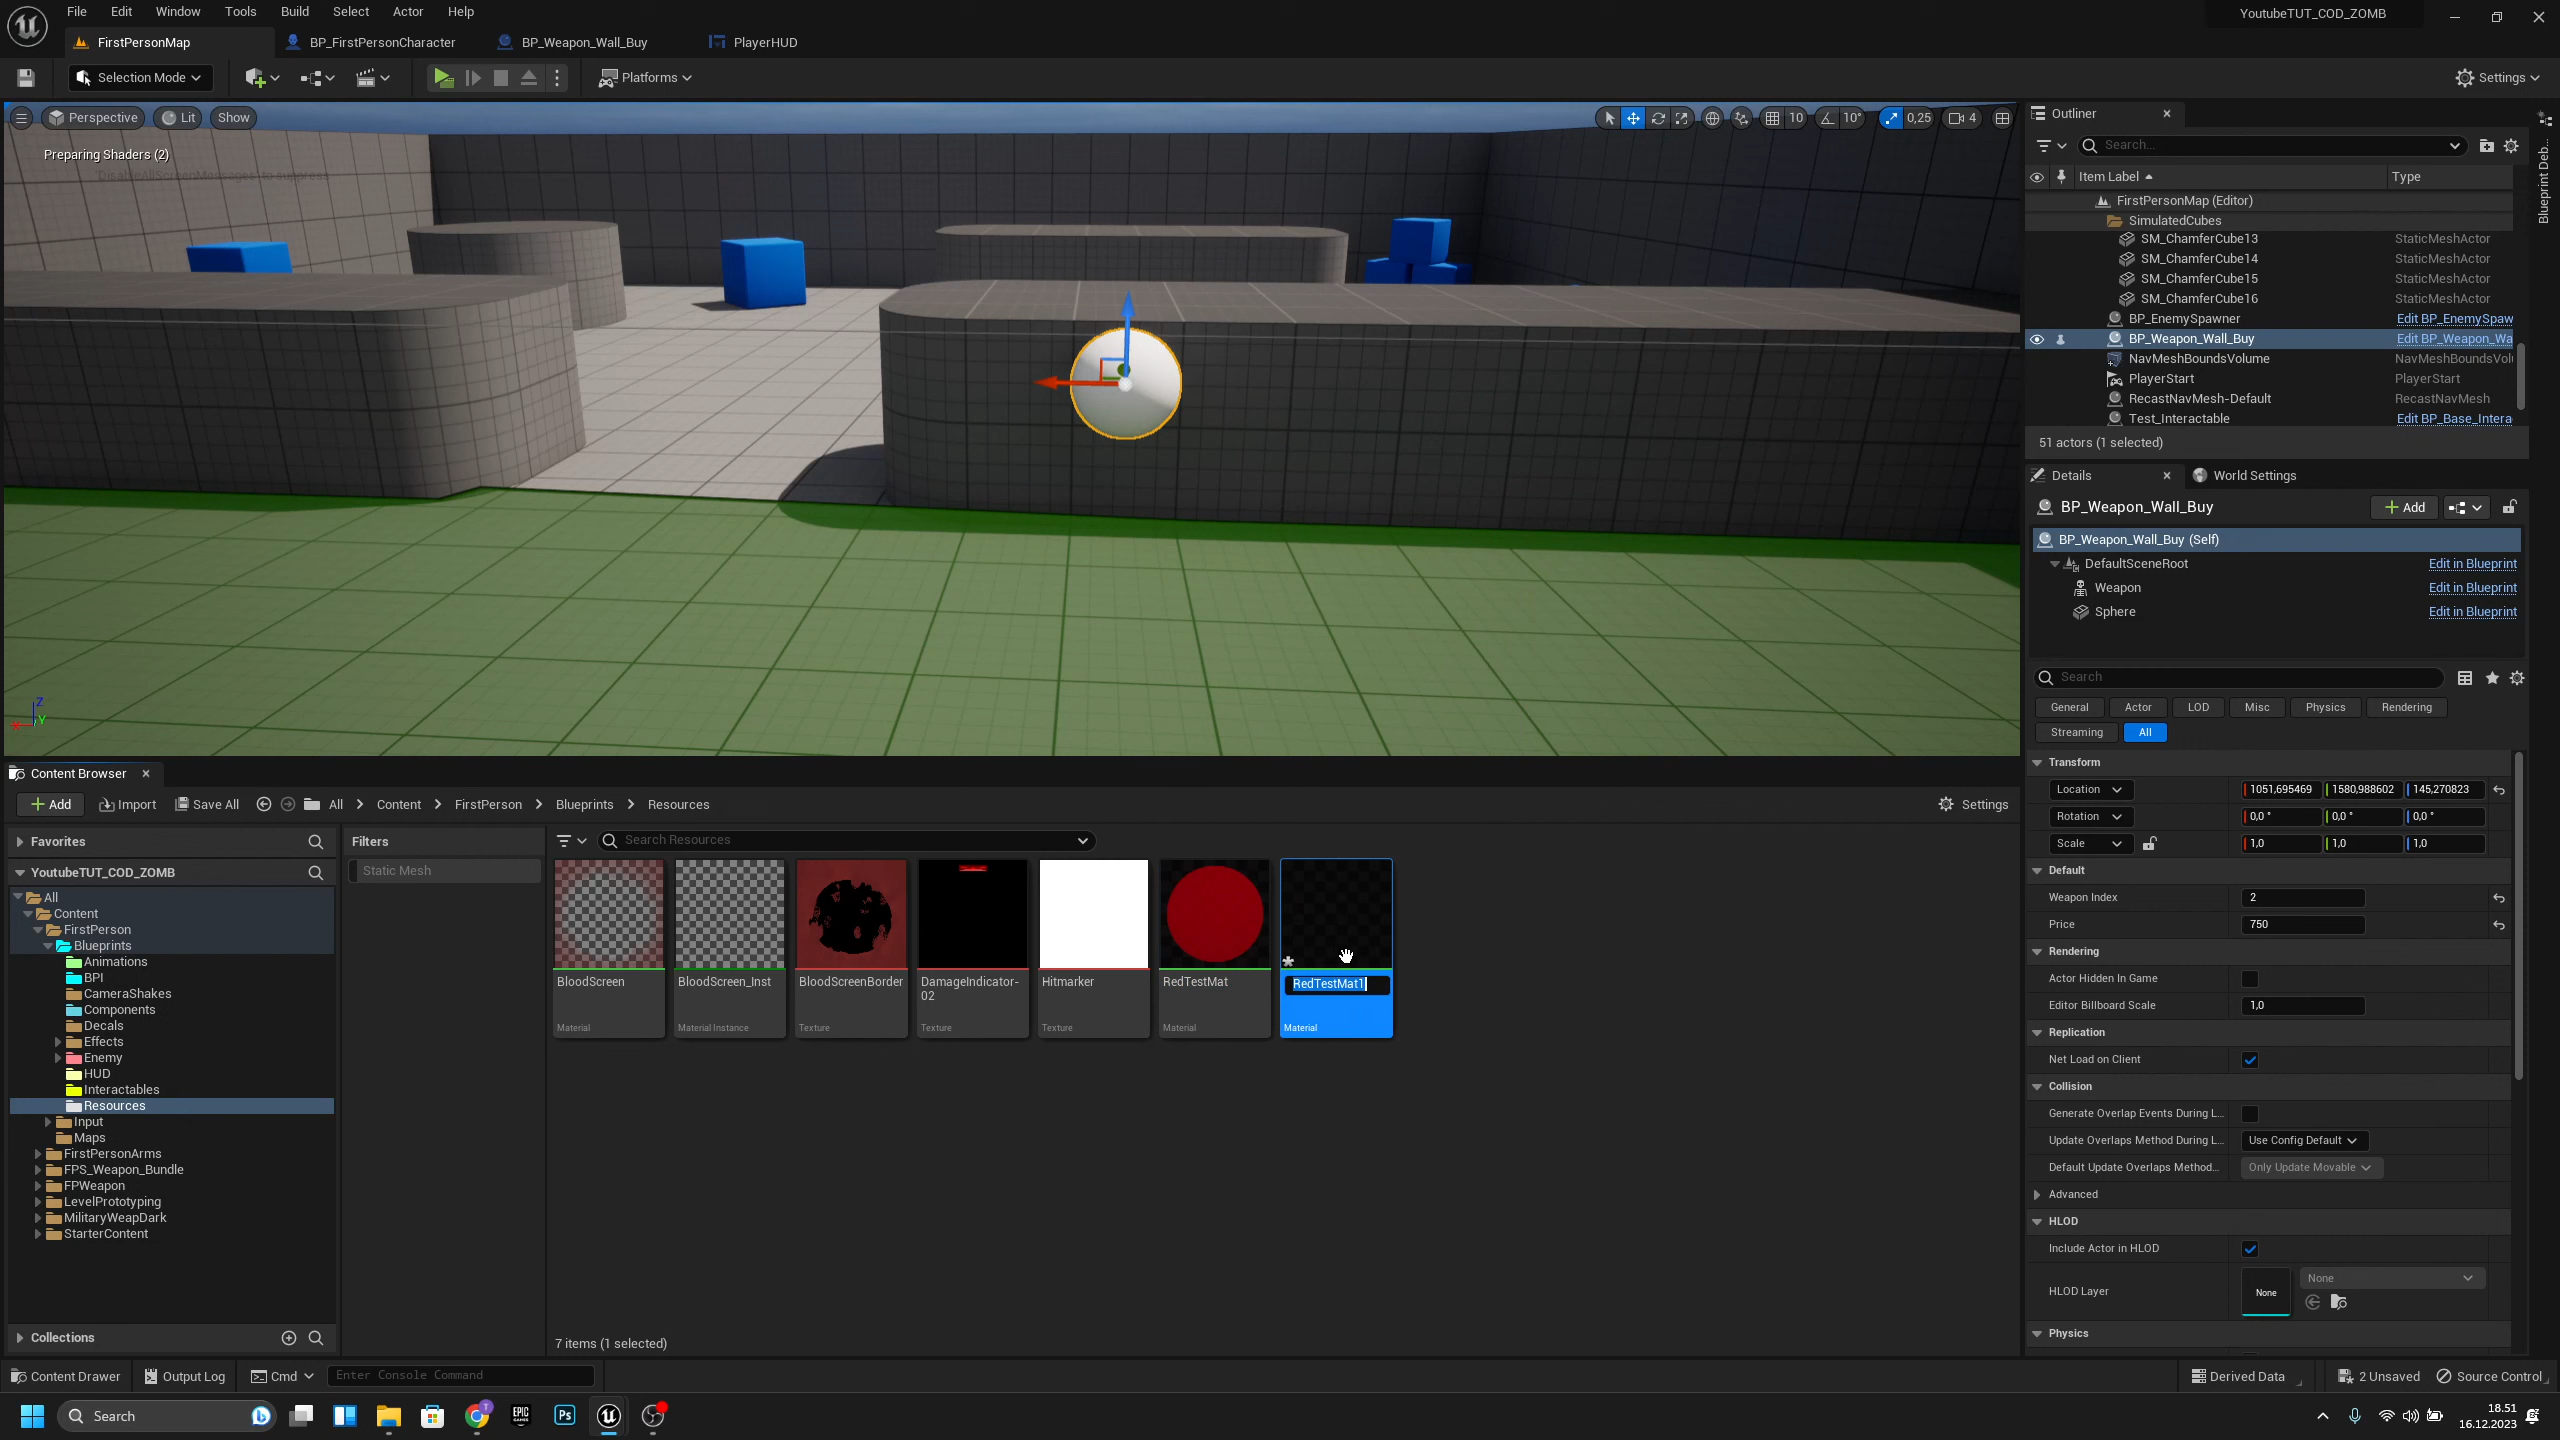 File Edit Window Tools Build Select Actor Help
YoutubeTUT_COD_ZOMB
FirstPersonMap
BP_FirstPersonCharacter
BP_Weapon_Wall_Buy
PlayerHUD
Selection Mode
Platforms
Settings
Perspective Lit Show
10 10° 0,25 4
Preparing Shaders (2)
'DisableAllScreenMessages' to suppress
Z
Y
Outliner
Search...
Item Label Type
FirstPersonMap (Editor)
SimulatedCubes
SM_ChamferCube13 StaticMeshActor
SM_ChamferCube14 StaticMeshActor
SM_ChamferCube15 StaticMeshActor
SM_ChamferCube16 StaticMeshActor
BP_EnemySpawner Edit BP_EnemySpaw
BP_Weapon_Wall_Buy Edit BP_Weapon_Wa
NavMeshBoundsVolume NavMeshBoundsVolu
PlayerStart PlayerStart
RecastNavMesh-Default RecastNavMesh
Test_Interactable Edit BP_Base_Intera
51 actors (1 selected)
Blueprint Deb...
Details
World Settings
BP_Weapon_Wall_Buy
Add
BP_Weapon_Wall_Buy (Self)
DefaultSceneRoot Edit in Blueprint
Weapon Edit in Blueprint
Sphere Edit in Blueprint
Search
General Actor LOD Misc Physics Rendering
Streaming All
Transform
Location 1051,695469 1580,988602 145,270823
Rotation 0,0 ° 0,0 ° 0,0 °
Scale 1,0 1,0 1,0
Default
Weapon Index 2
Price 750
Rendering
Actor Hidden In Game
Editor Billboard Scale 1,0
Replication
Net Load on Client
Collision
Generate Overlap Events During L...
Update Overlaps Method During L... Use Config Default
Default Update Overlaps Method... Only Update Movable
Advanced
HLOD
Include Actor in HLOD
HLOD Layer None None
Physics
Content Browser
Add Import Save All All > Content > FirstPerson > Blueprints > Resources
Settings
Favorites
YoutubeTUT_COD_ZOMB
All
Content
FirstPerson
Blueprints
Animations
BPI
CameraShakes
Components
Decals
Effects
Enemy
HUD
Interactables
Resources
Input
Maps
FirstPersonArms
FPS_Weapon_Bundle
FPWeapon
LevelPrototyping
MilitaryWeapDark
StarterContent
Collections
Filters
Static Mesh
Search Resources
BloodScreen
Material
BloodScreen_Inst
Material Instance
BloodScreenBorder
Texture
DamageIndicator-
02
Texture
Hitmarker
Texture
RedTestMat
Material
RedTestMat1
Material
7 items (1 selected)
Content Drawer Output Log Cmd Enter Console Command
Derived Data 2 Unsaved Source Control
Search
EPIC
GAMES
Ps
18.51
16.12.2023